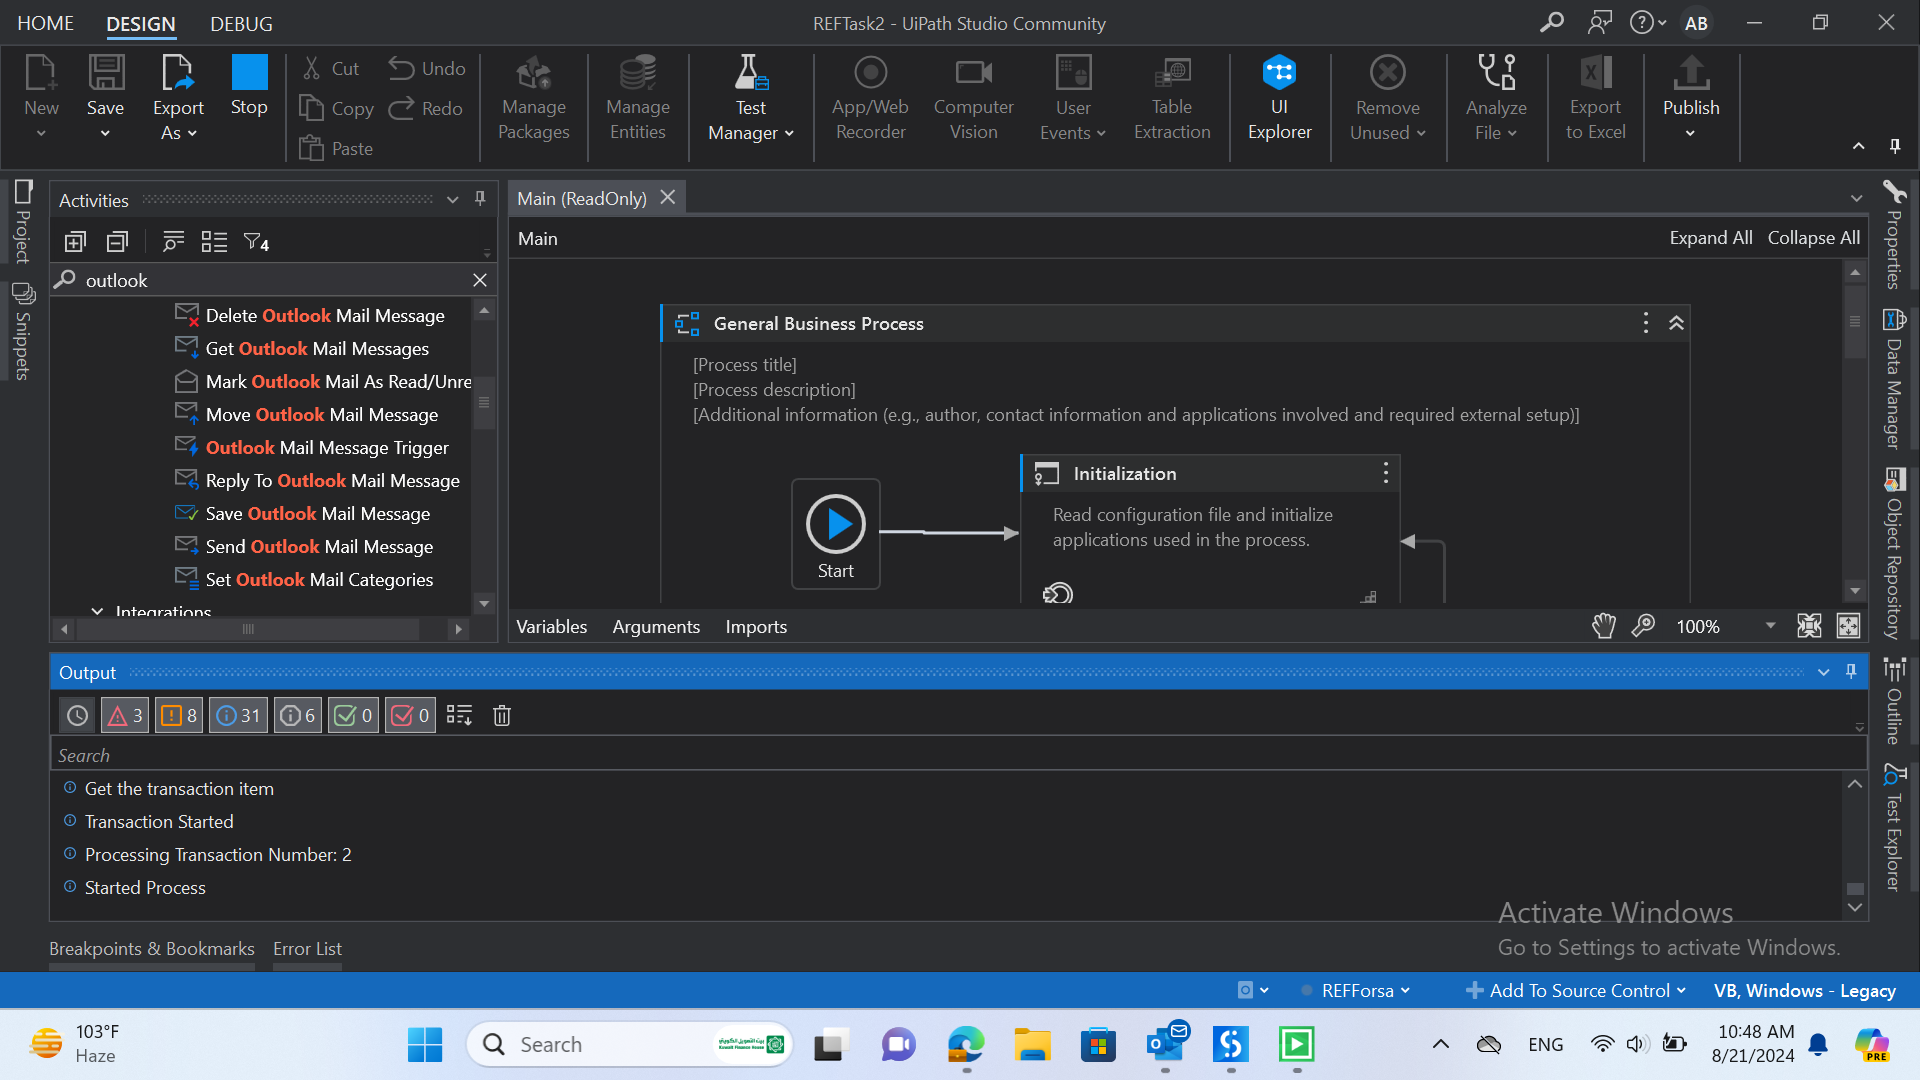 HOME DESIGN DEBUG
REFTask2 - UiPath Studio Community
AB
New
Save
Export As
Stop
Cut
Copy
Paste
Undo
Redo
Manage Packages
Manage Entities
Test Manager
App/Web Recorder
Computer Vision
User Events
Table Extraction
UI Explorer
Remove Unused
Analyze File
Export to Excel
Publish
Project
Snippets
Activities
4
outlook
Delete Outlook Mail Message
Get Outlook Mail Messages
Mark Outlook Mail As Read/Unre
Move Outlook Mail Message
Outlook Mail Message Trigger
Reply To Outlook Mail Message
Save Outlook Mail Message
Send Outlook Mail Message
Set Outlook Mail Categories
Integrations
Main (ReadOnly)
Main
Expand All Collapse All
General Business Process
[Process title]
[Process description]
[Additional information (e.g., author, contact information and applications involved and required external setup)]
Start
Initialization
Read configuration file and initialize
applications used in the process.
Variables Arguments Imports
100%
Properties
Data Manager
Object Repository
Outline
Test Explorer
Output
3 8 31 6 0 0
Search
Get the transaction item
Transaction Started
Processing Transaction Number: 2
Started Process
Activate Windows
Go to Settings to activate Windows.
Breakpoints & Bookmarks Error List
REFForsa
Add To Source Control
VB, Windows - Legacy
103°F
Haze
Search
ENG
10:48 AM
8/21/2024
PRE